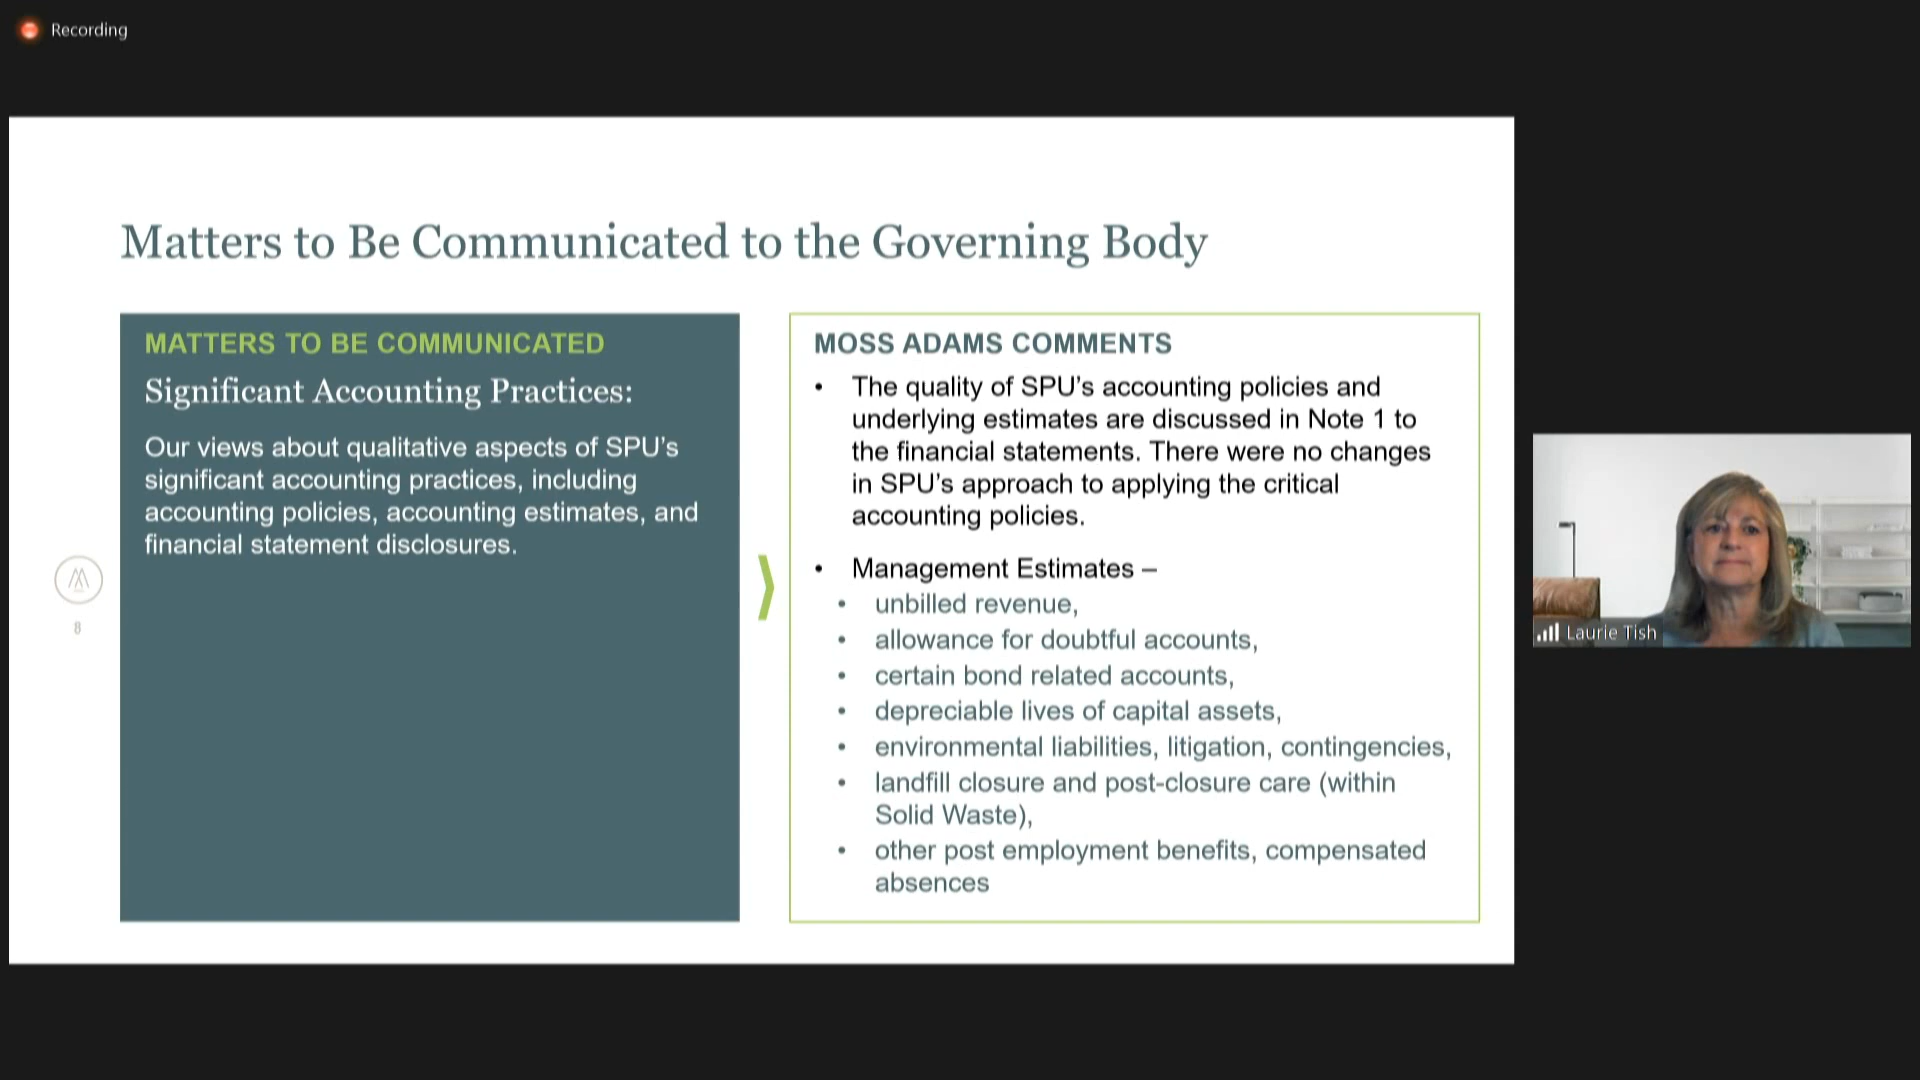 Recording
Matters to Be Communicated to the Governing Body
MATTERS TO BE COMMUNICATED
Significant Accounting Practices:
Our views about qualitative aspects of SPU's
significant accounting practices, including
accounting policies, accounting estimates, and
financial statement disclosures.
8
MOSS ADAMS COMMENTS
• The quality of SPU's accounting policies and
underlying estimates are discussed in Note 1 to
the financial statements. There were no changes
in SPU's approach to applying the critical
accounting policies.
• Management Estimates –
• unbilled revenue,
• allowance for doubtful accounts,
• certain bond related accounts,
• depreciable lives of capital assets,
• environmental liabilities, litigation, contingencies,
• landfill closure and post-closure care (within
Solid Waste),
• other post employment benefits, compensated
absences
Laurie Tish